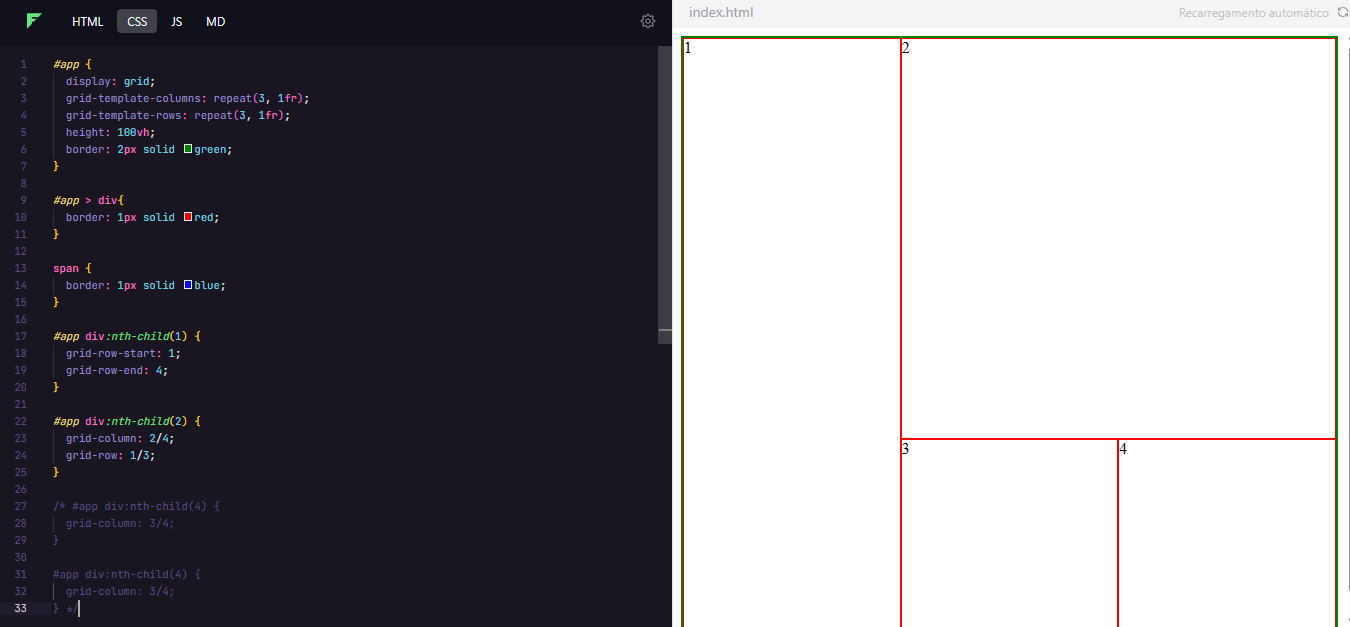 HTML CSS JS MD
index.html
Recarregamento automático
1 #app {
2 display: grid;
3 grid-template-columns: repeat(3, 1fr);
4 grid-template-rows: repeat(3, 1fr);
5 height: 100vh;
6 border: 2px solid green;
7 }
8
9 #app > div{
10 border: 1px solid red;
11 }
12
13 span {
14 border: 1px solid blue;
15 }
16
17 #app div:nth-child(1) {
18 grid-row-start: 1;
19 grid-row-end: 4;
20 }
21
22 #app div:nth-child(2) {
23 grid-column: 2/4;
24 grid-row: 1/3;
25 }
26
27 /* #app div:nth-child(4) {
28 grid-column: 3/4;
29 }
30
31 #app div:nth-child(4) {
32 grid-column: 3/4;
33 } */
1
2
3
4